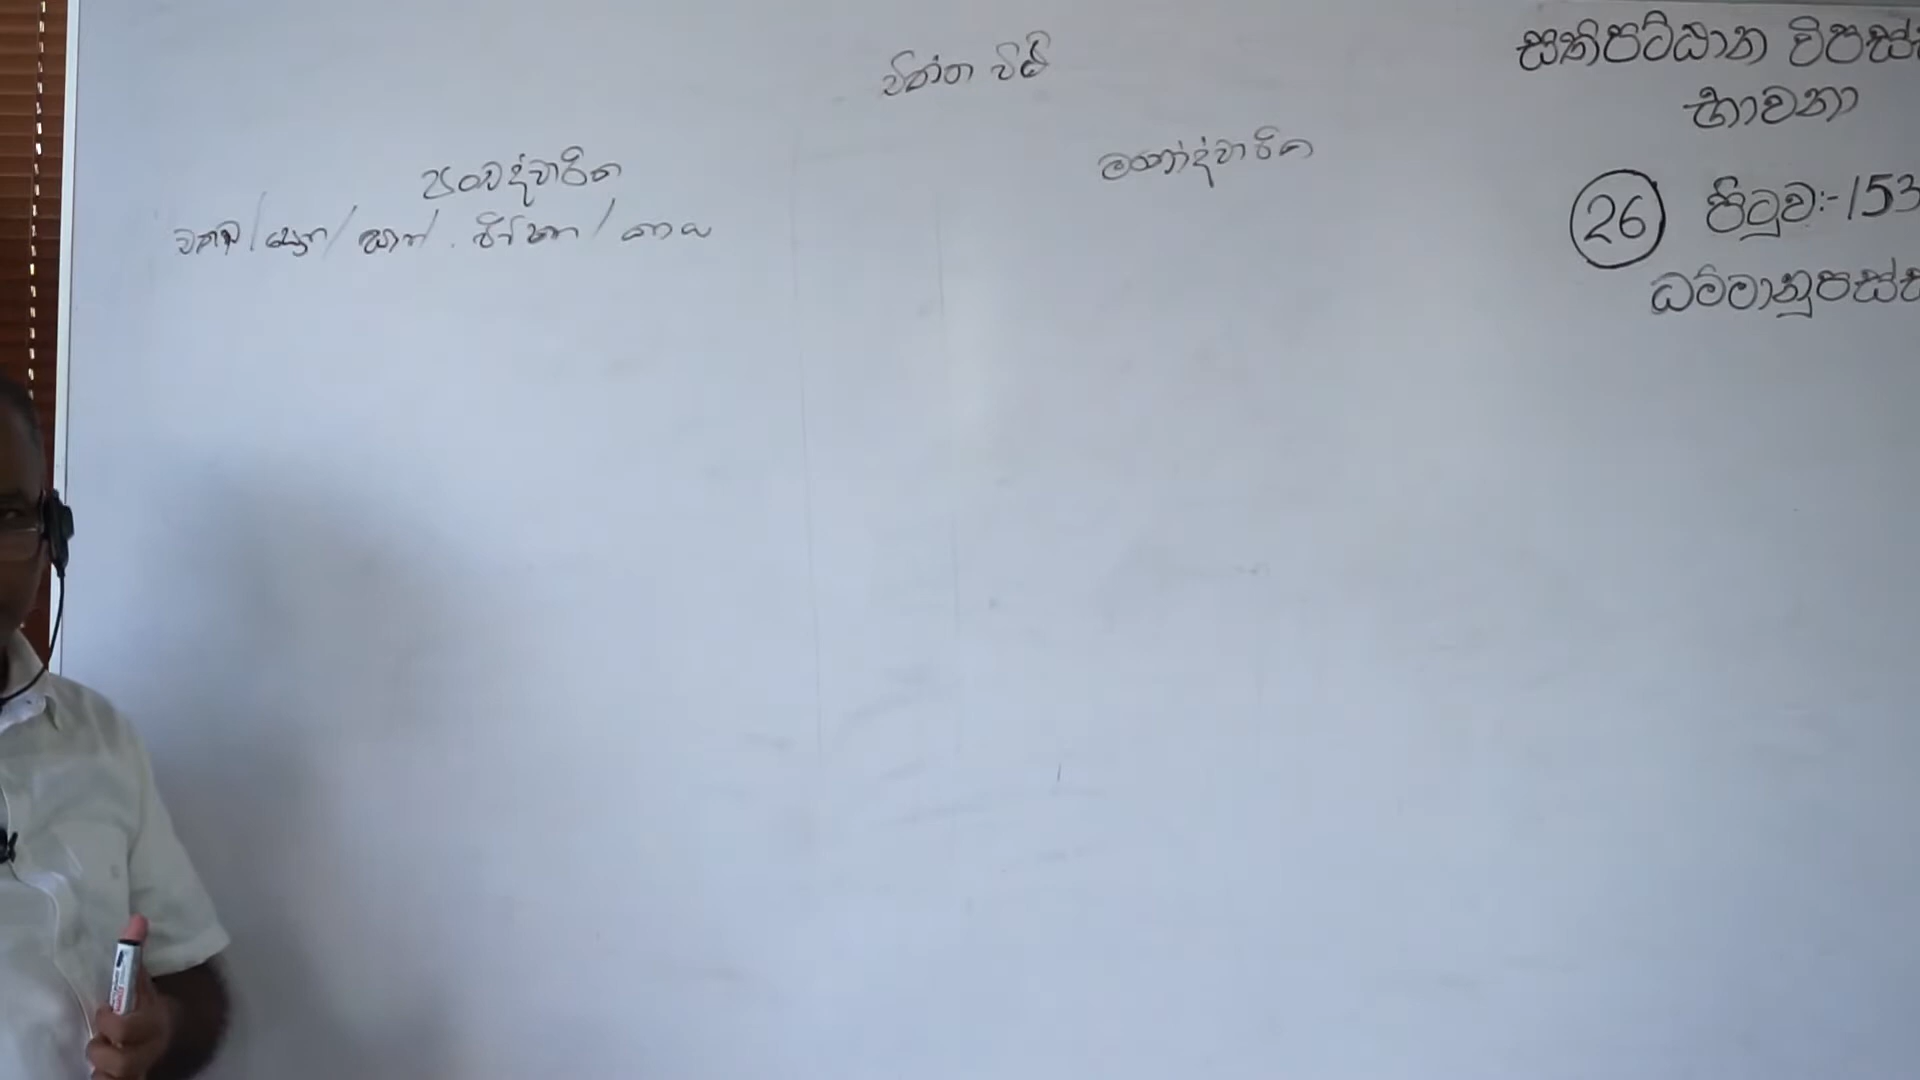 චිත්ත වීථි
පංචද්වාරික
මනෝද්වාරික
චක්ඛු / සෝත / ඝාන / ජිව්හා / කාය
සතිපට්ඨාන විපස්ස
භාවනා
26 පිටුව:-153
ධම්මානුපස්ස